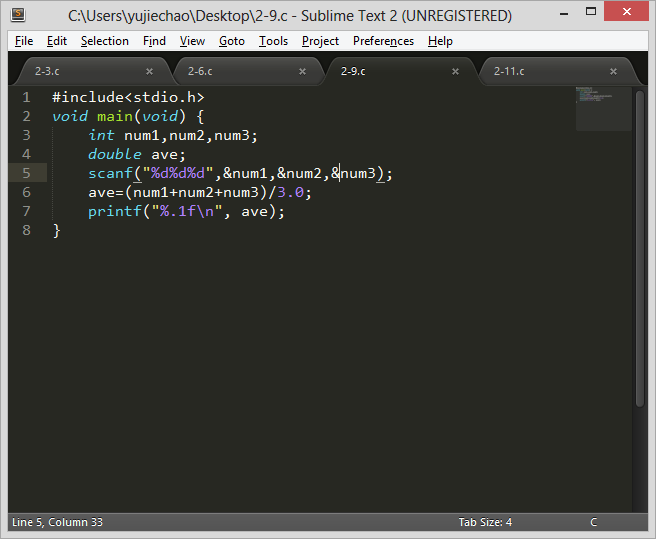 C:\Users\yujiechao\Desktop\2-9.c - Sublime Text 2 (UNREGISTERED)
File Edit Selection Find View Goto Tools Project Preferences Help
2-3.c 2-6.c 2-9.c 2-11.c
1 #include<stdio.h>
2 void main(void) {
3 int num1,num2,num3;
4 double ave;
5 scanf("%d%d%d",&num1,&num2,&num3);
6 ave=(num1+num2+num3)/3.0;
7 printf("%.1f\n", ave);
8 }
Line 5, Column 33 Tab Size: 4 C